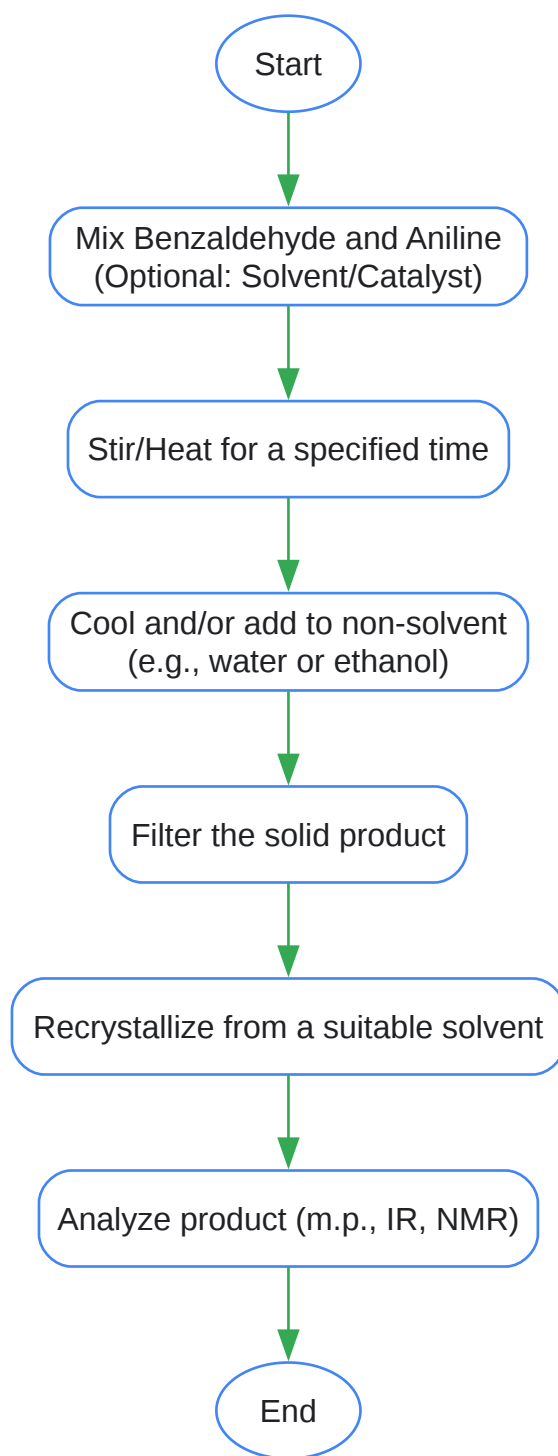 Start
Mix Benzaldehyde and Aniline
(Optional: Solvent/Catalyst)
Stir/Heat for a specified time
Cool and/or add to non-solvent
(e.g., water or ethanol)
Filter the solid product
Recrystallize from a suitable solvent
Analyze product (m.p., IR, NMR)
End